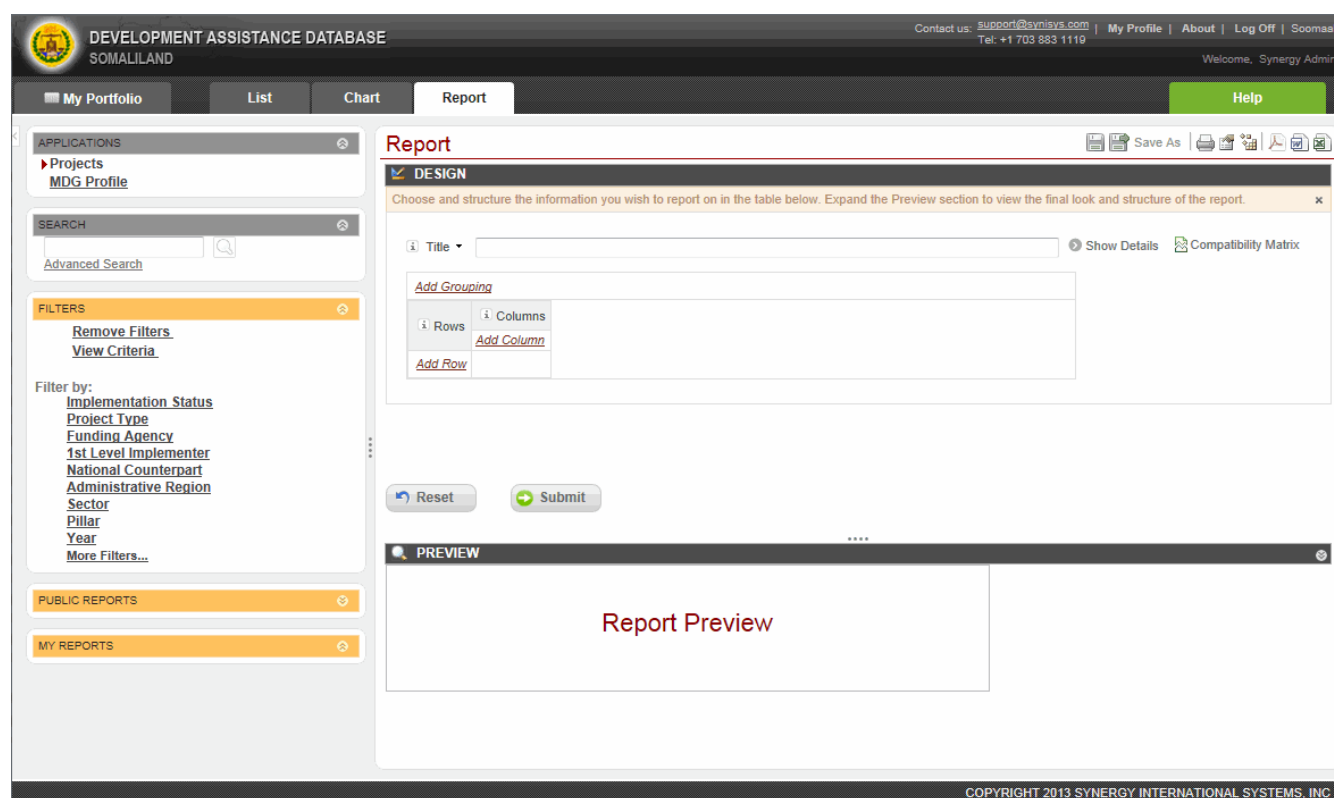 DEVELOPMENT ASSISTANCE DATABASE
SOMALILAND
Contact us: support@synisys.com | My Profile | About | Log Off | Soomaa
Tel: +1 703 883 1119
Welcome, Synergy Admin
My Portfolio List Chart Report Help
APPLICATIONS
Projects
MDG Profile
SEARCH
Advanced Search
FILTERS
Remove Filters
View Criteria
Filter by:
Implementation Status
Project Type
Funding Agency
1st Level Implementer
National Counterpart
Administrative Region
Sector
Pillar
Year
More Filters...
PUBLIC REPORTS
MY REPORTS
Report
Save As
DESIGN
Choose and structure the information you wish to report on in the table below. Expand the Preview section to view the final look and structure of the report.
Title
Show Details Compatibility Matrix
Add Grouping
Rows Columns
Add Column
Add Row
Reset Submit
PREVIEW
Report Preview
COPYRIGHT 2013 SYNERGY INTERNATIONAL SYSTEMS, INC